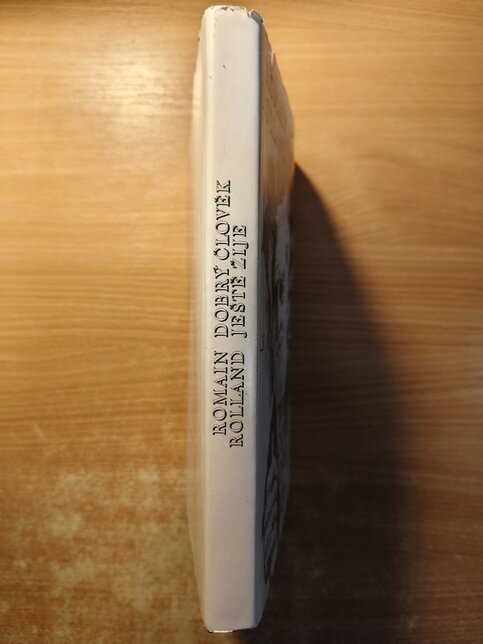 ROMAIN DOBRÝ ČLOVĚK
ROLLAND JEŠTĚ ŽIJE